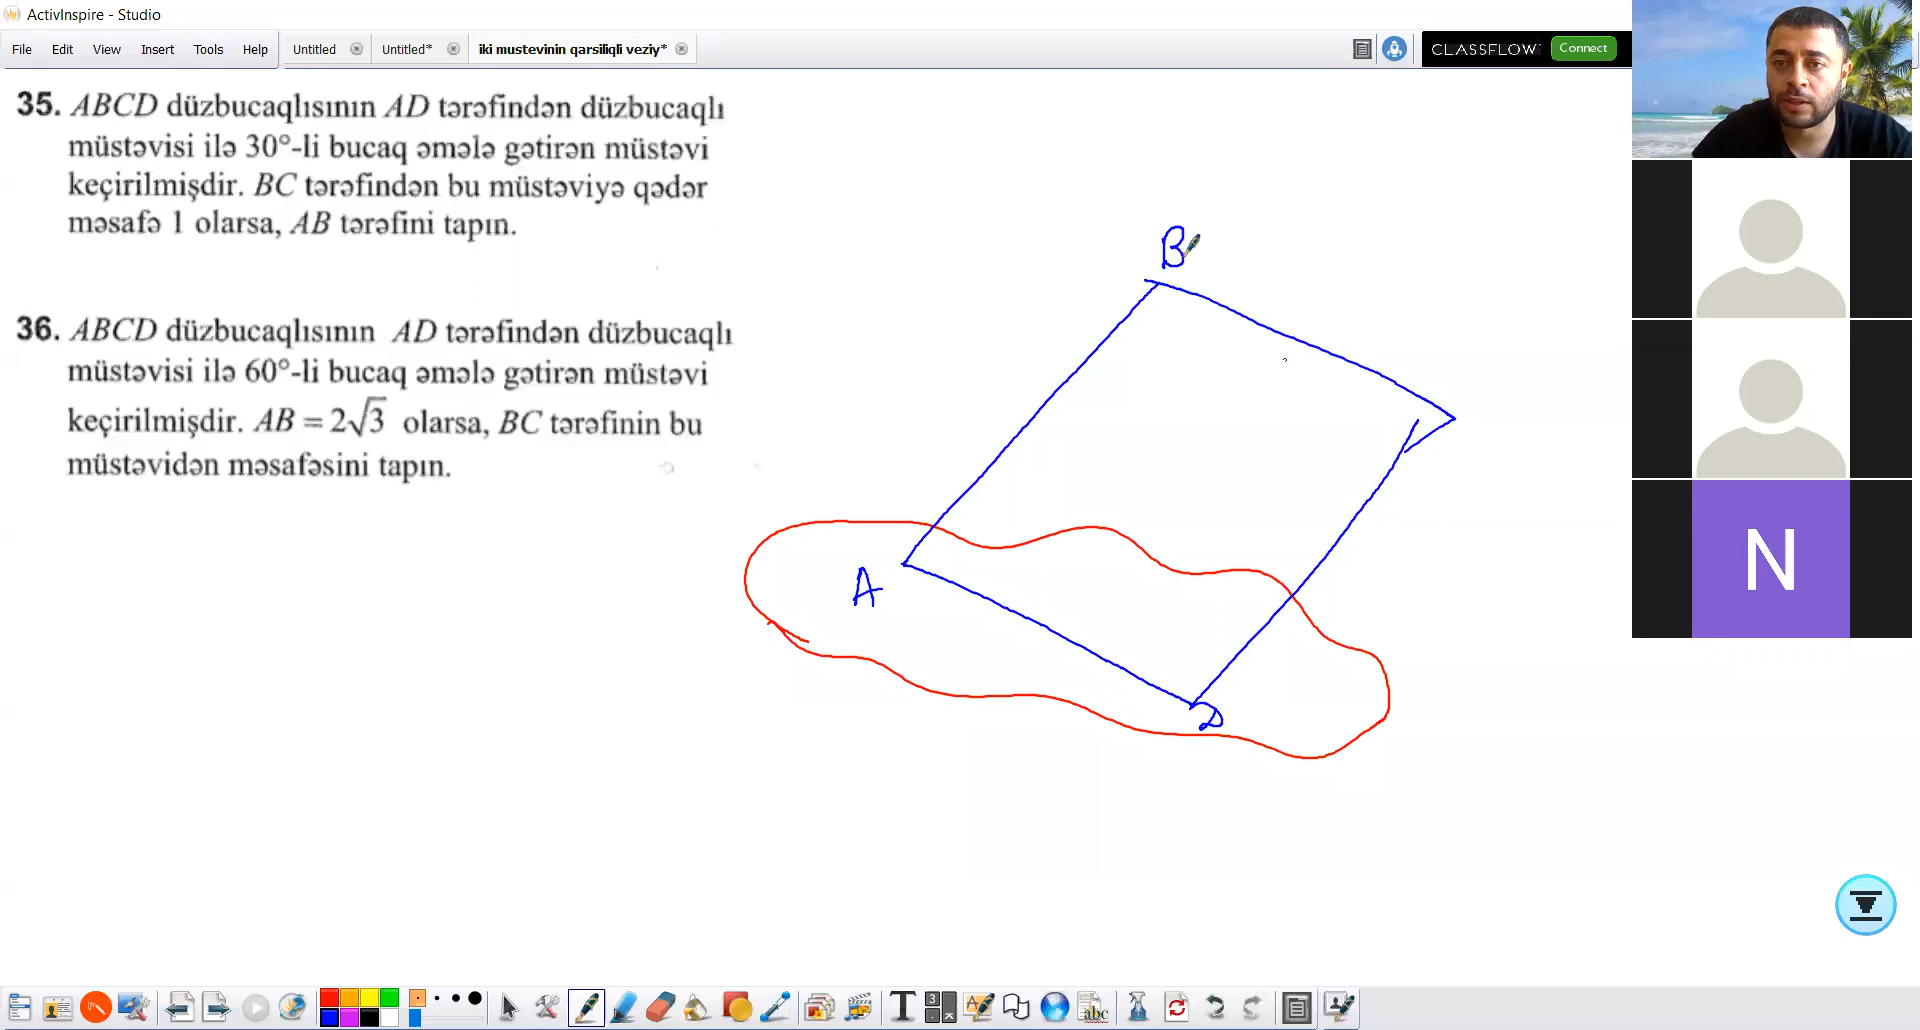 ActivInspire - Studio
File Edit View Insert Tools Help Untitled Untitled* iki mustevinin qarsiliqli veziy* CLASSFLOW Connect
35. ABCD düzbucaqlısının AD tərəfindən düzbucaqlı
müstəvisi ilə 30°-li bucaq əmələ gətirən müstəvi
keçirilmişdir. BC tərəfindən bu müstəviyə qədər
məsafə 1 olarsa, AB tərəfini tapın.
36. ABCD düzbucaqlısının AD tərəfindən düzbucaqlı
müstəvisi ilə 60°-li bucaq əmələ gətirən müstəvi
keçirilmişdir. AB = 2√3 olarsa, BC tərəfinin bu
müstəvidən məsafəsini tapın.
B
A
D
N